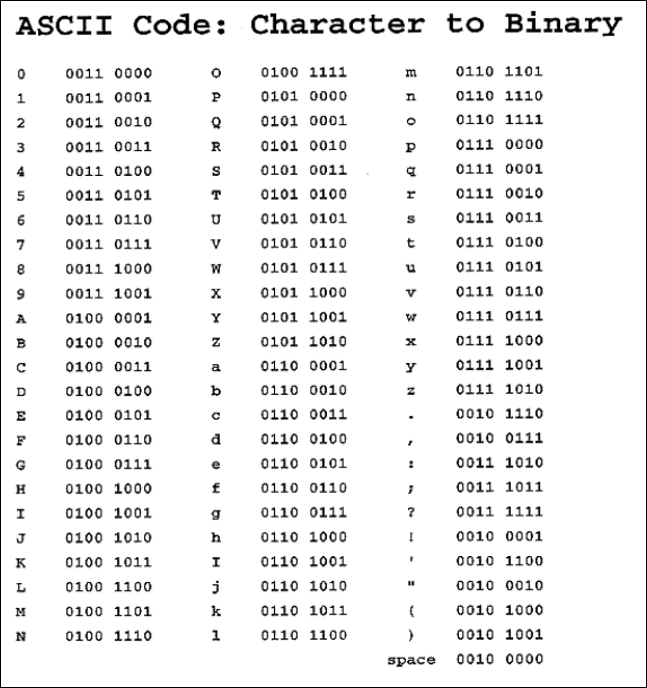 ASCII Code: Character to Binary
0 0011 0000 O 0100 1111 m 0110 1101
1 0011 0001 P 0101 0000 n 0110 1110
2 0011 0010 Q 0101 0001 o 0110 1111
3 0011 0011 R 0101 0010 p 0111 0000
4 0011 0100 S 0101 0011 q 0111 0001
5 0011 0101 T 0101 0100 r 0111 0010
6 0011 0110 U 0101 0101 s 0111 0011
7 0011 0111 V 0101 0110 t 0111 0100
8 0011 1000 W 0101 0111 u 0111 0101
9 0011 1001 X 0101 1000 v 0111 0110
A 0100 0001 Y 0101 1001 w 0111 0111
B 0100 0010 Z 0101 1010 x 0111 1000
C 0100 0011 a 0110 0001 y 0111 1001
D 0100 0100 b 0110 0010 z 0111 1010
E 0100 0101 c 0110 0011 . 0010 1110
F 0100 0110 d 0110 0100 , 0010 0111
G 0100 0111 e 0110 0101 : 0011 1010
H 0100 1000 f 0110 0110 ; 0011 1011
I 0100 1001 g 0110 0111 ? 0011 1111
J 0100 1010 h 0110 1000 ! 0010 0001
K 0100 1011 I 0110 1001 ' 0010 1100
L 0100 1100 j 0110 1010 " 0010 0010
M 0100 1101 k 0110 1011 ( 0010 1000
N 0100 1110 l 0110 1100 ) 0010 1001
space 0010 0000